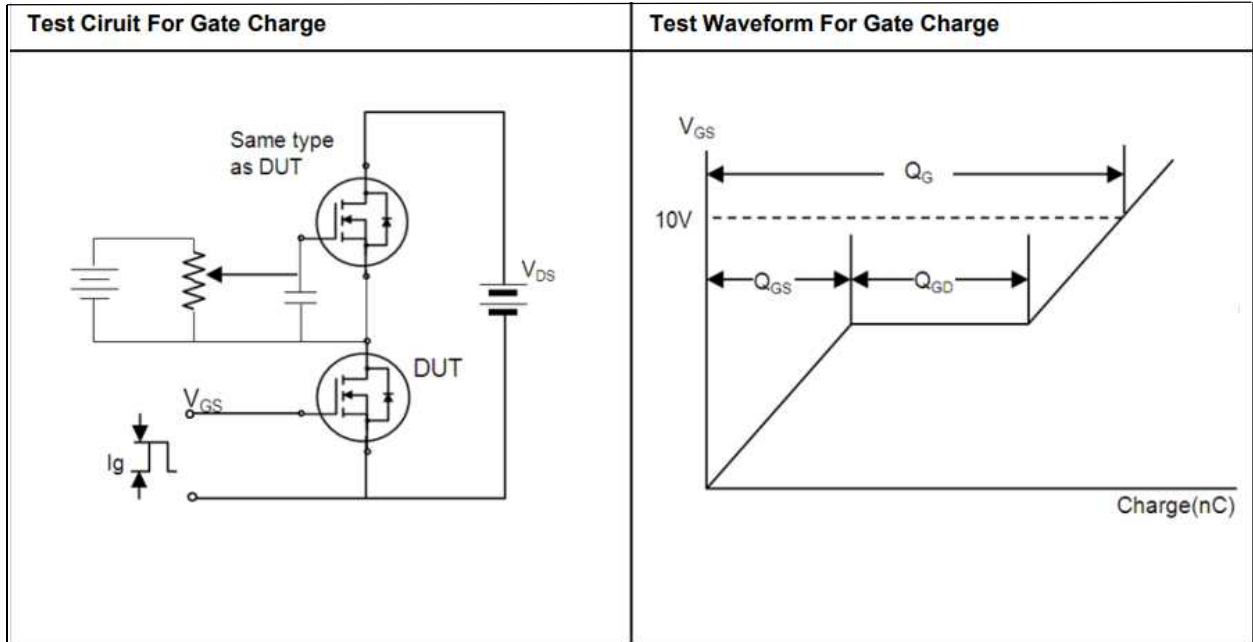 Test Ciruit For Gate Charge
Test Waveform For Gate Charge
Same type
as DUT
VDS
DUT
VGS
Ig
VGS
QG
10V
QGS
QGD
Charge(nC)